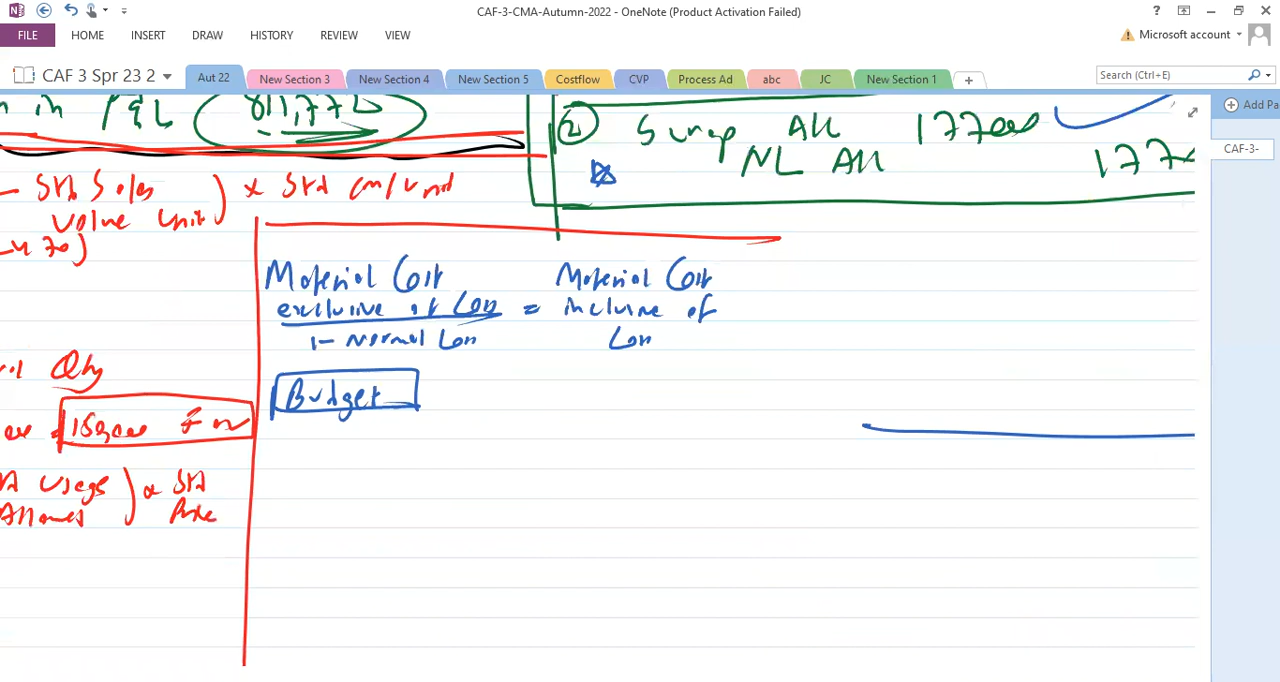 CAF-3-CMA-Autumn-2022 - OneNote (Product Activation Failed)
FILE HOME INSERT DRAW HISTORY REVIEW VIEW
Microsoft account
CAF 3 Spr 23 2 Aut 22 New Section 3 New Section 4 New Section 5 Costflow CVP Process Ad abc JC New Section 1 +
Search (Ctrl+E)
Add Pa
CAF-3-
in P&L
2 Scrap A/c 177000
NL A/c
- Std Sales x Std cm/unit
Value Unit)
Material Cost Material Cost
exclusive of Loss = inclusive of
1- Normal Loss Loss
Budget
Qty
Usage) x Std
Allowed Price